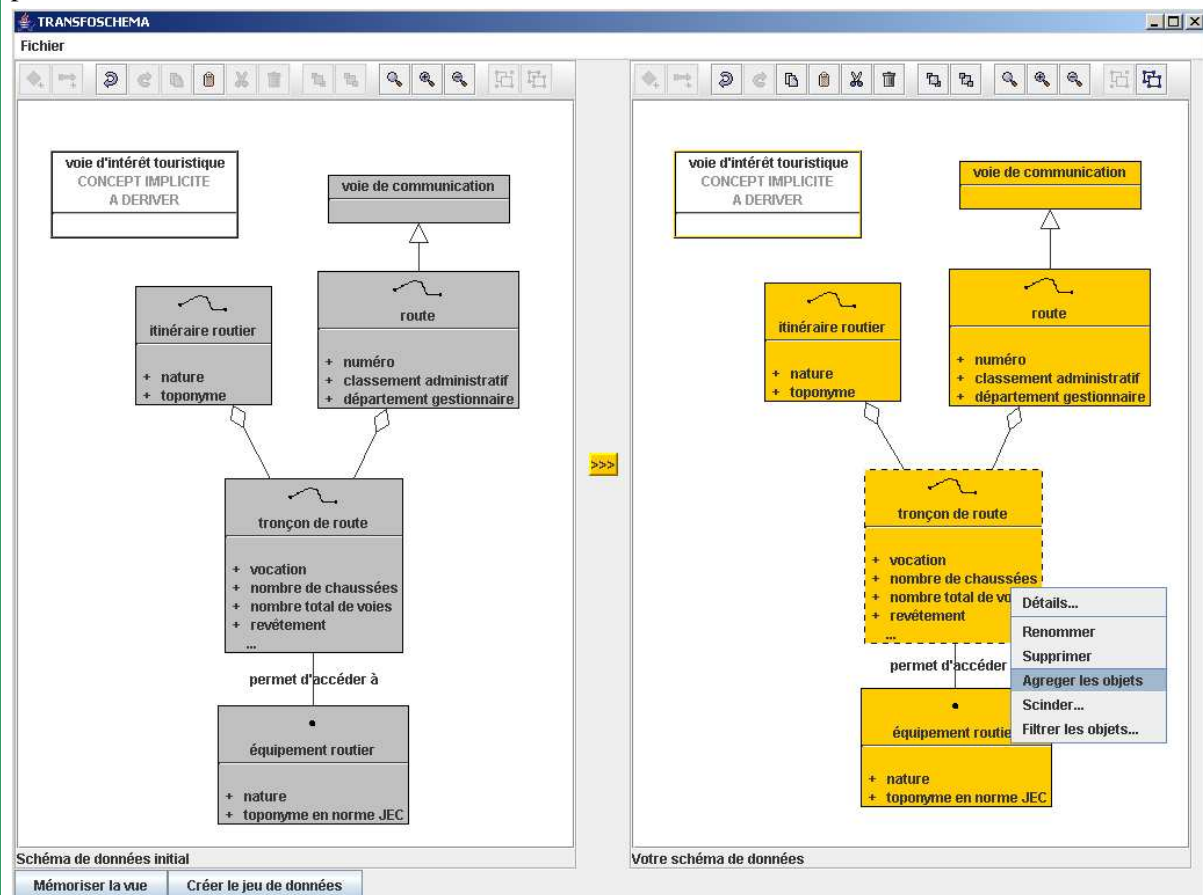 TRANSFOSCHEMA
Fichier
voie d'intérêt touristique
CONCEPT IMPLICITE
A DERIVER
voie de communication
route
+ numéro
+ classement administratif
+ département gestionnaire
itinéraire routier
+ nature
+ toponyme
tronçon de route
+ vocation
+ nombre de chaussées
+ nombre total de voies
+ revêtement
...
permet d'accéder à
équipement routier
+ nature
+ toponyme en norme JEC
Schéma de données initial
>>>
voie d'intérêt touristique
CONCEPT IMPLICITE
A DERIVER
voie de communication
route
+ numéro
+ classement administratif
+ département gestionnaire
itinéraire routier
+ nature
+ toponyme
tronçon de route
+ vocation
+ nombre de chaussées
+ nombre total de vo
+ revêtement
...
permet d'accéder
équipement routie
+ nature
+ toponyme en norme JEC
Détails...
Renommer
Supprimer
Agreger les objets
Scinder...
Filtrer les objets...
Votre schéma de données
Mémoriser la vue
Créer le jeu de données